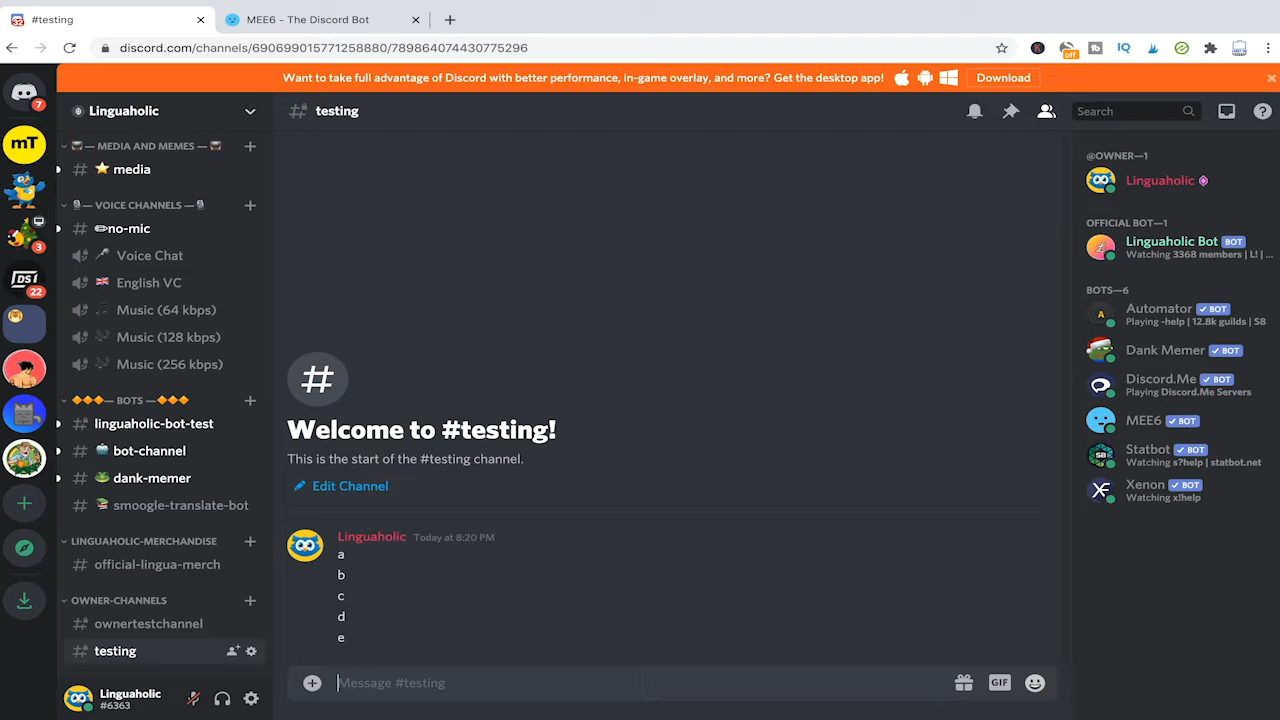 #testing
MEE6 - The Discord Bot
discord.com/channels/690699015771258880/789864074430775296
off
IQ
Want to take full advantage of Discord with better performance, in-game overlay, and more? Get the desktop app!
Download
7
mT
3
DS1
22
Linguaholic
MEDIA AND MEMES
media
VOICE CHANNELS
no-mic
Voice Chat
English VC
Music (64 kbps)
Music (128 kbps)
Music (256 kbps)
BOTS
linguaholic-bot-test
bot-channel
dank-memer
smoogle-translate-bot
LINGUAHOLIC-MERCHANDISE
official-lingua-merch
OWNER-CHANNELS
ownertestchannel
testing
Linguaholic
#6363
testing
Search
Welcome to #testing!
This is the start of the #testing channel.
Edit Channel
Linguaholic Today at 8:20 PM
a
b
c
d
e
Message #testing
GIF
@OWNER—1
Linguaholic
OFFICIAL BOT—1
Linguaholic Bot BOT
Watching 3368 members | L! | ...
BOTS—6
Automator BOT
Playing -help | 12.8k guilds | S8
Dank Memer BOT
Discord.Me BOT
Playing Discord.Me Servers
MEE6 BOT
Statbot BOT
Watching s?help | statbot.net
Xenon BOT
Watching x!help